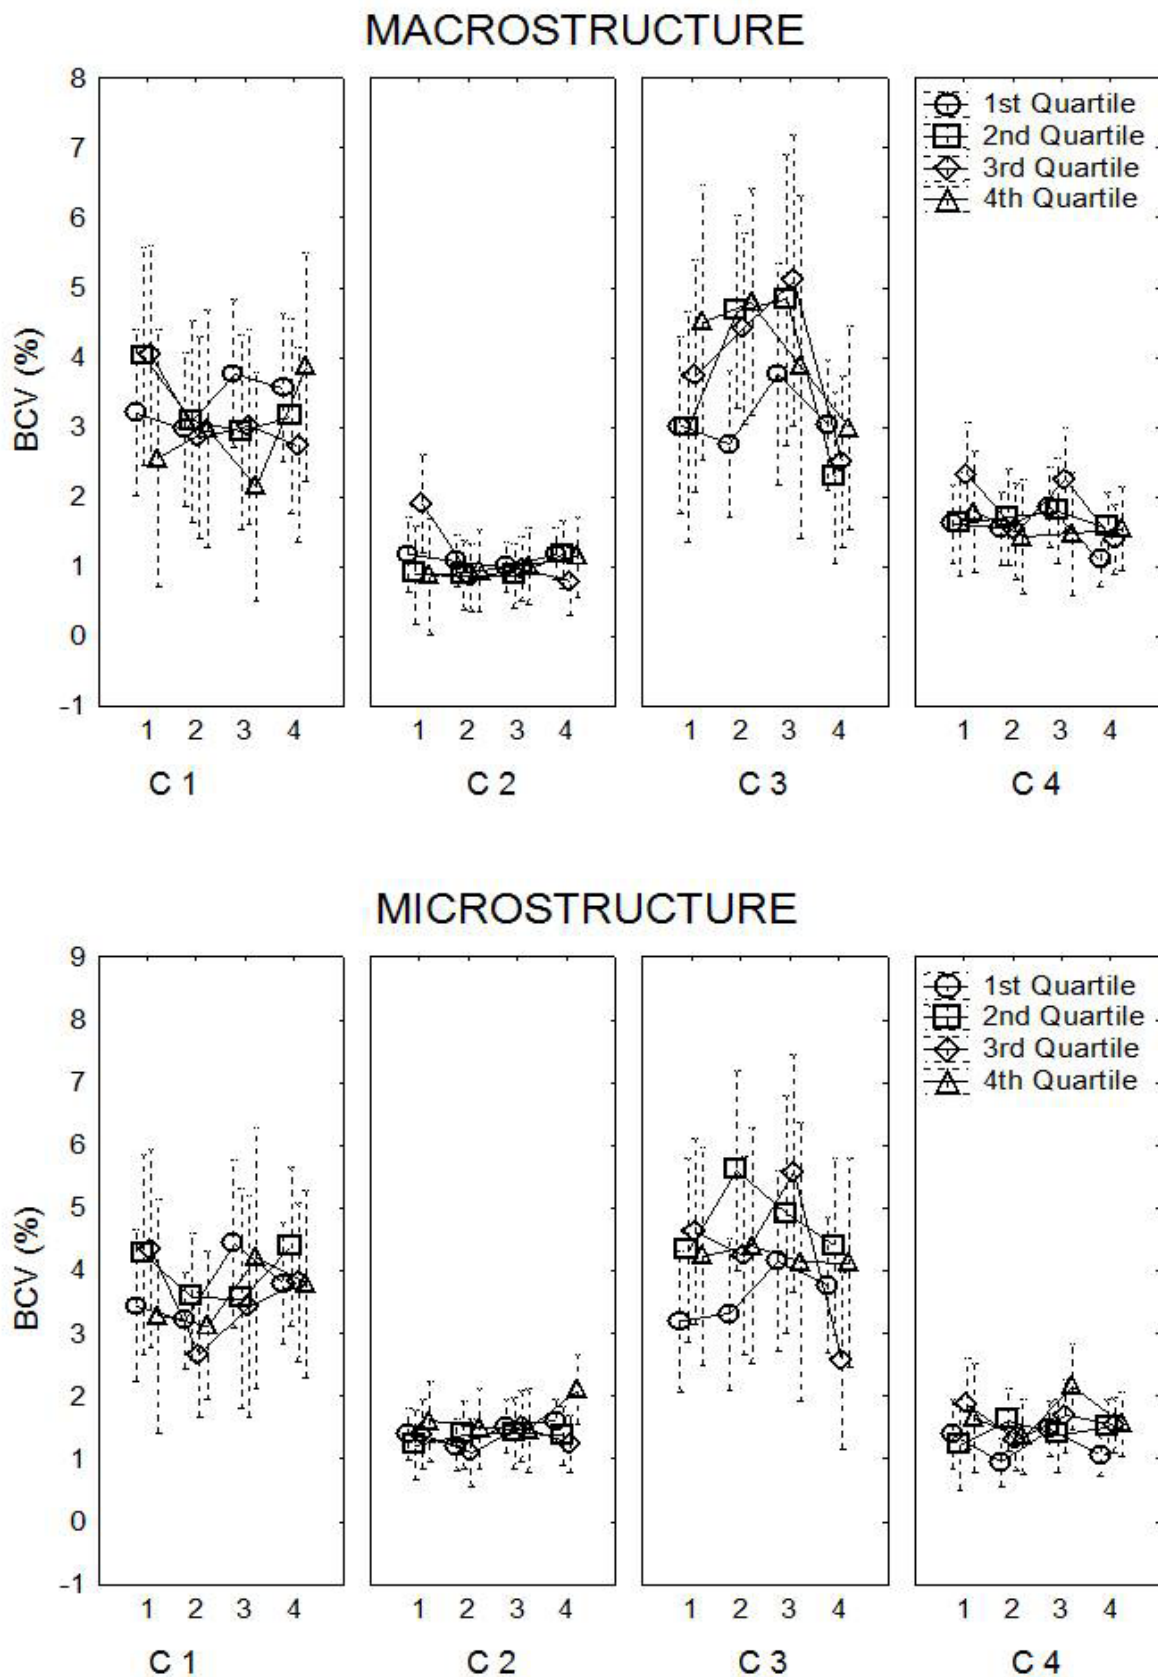 MACROSTRUCTURE
8
7
6
5
4
3
2
1
0
-1
BCV (%)
1st Quartile
2nd Quartile
3rd Quartile
4th Quartile
1 2 3 4 1 2 3 4 1 2 3 4 1 2 3 4
C 1 C 2 C 3 C 4
MICROSTRUCTURE
9
8
7
6
5
4
3
2
1
0
-1
BCV (%)
1st Quartile
2nd Quartile
3rd Quartile
4th Quartile
1 2 3 4 1 2 3 4 1 2 3 4 1 2 3 4
C 1 C 2 C 3 C 4